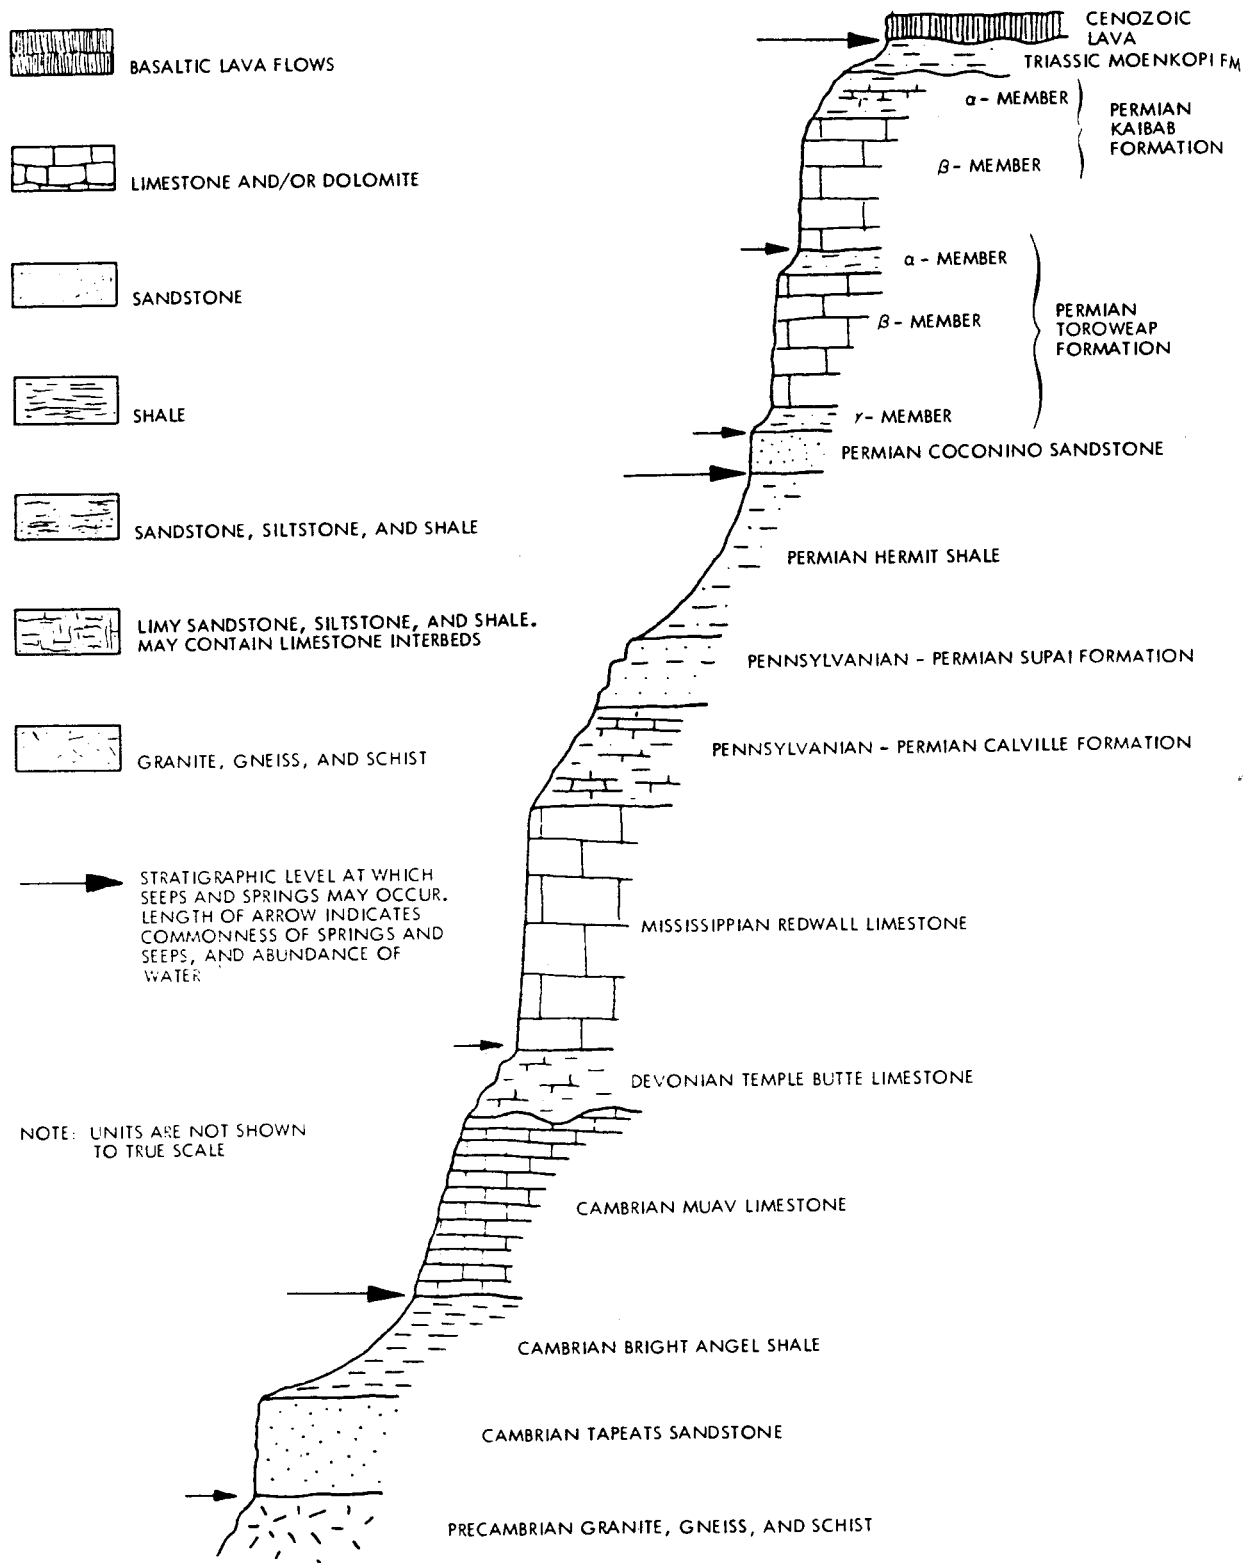 BASALTIC LAVA FLOWS
LIMESTONE AND/OR DOLOMITE
SANDSTONE
SHALE
SANDSTONE, SILTSTONE, AND SHALE
LIMY SANDSTONE, SILTSTONE, AND SHALE.
MAY CONTAIN LIMESTONE INTERBEDS
GRANITE, GNEISS, AND SCHIST
STRATIGRAPHIC LEVEL AT WHICH
SEEPS AND SPRINGS MAY OCCUR.
LENGTH OF ARROW INDICATES
COMMONNESS OF SPRINGS AND
SEEPS, AND ABUNDANCE OF
WATER
NOTE: UNITS ARE NOT SHOWN
TO TRUE SCALE
CENOZOIC
LAVA
TRIASSIC MOENKOPI FM
α - MEMBER
β - MEMBER
PERMIAN
KAIBAB
FORMATION
α - MEMBER
β - MEMBER
γ - MEMBER
PERMIAN
TOROWEAP
FORMATION
PERMIAN COCONINO SANDSTONE
PERMIAN HERMIT SHALE
PENNSYLVANIAN - PERMIAN SUPAI FORMATION
PENNSYLVANIAN - PERMIAN CALVILLE FORMATION
MISSISSIPPIAN REDWALL LIMESTONE
DEVONIAN TEMPLE BUTTE LIMESTONE
CAMBRIAN MUAV LIMESTONE
CAMBRIAN BRIGHT ANGEL SHALE
CAMBRIAN TAPEATS SANDSTONE
PRECAMBRIAN GRANITE, GNEISS, AND SCHIST